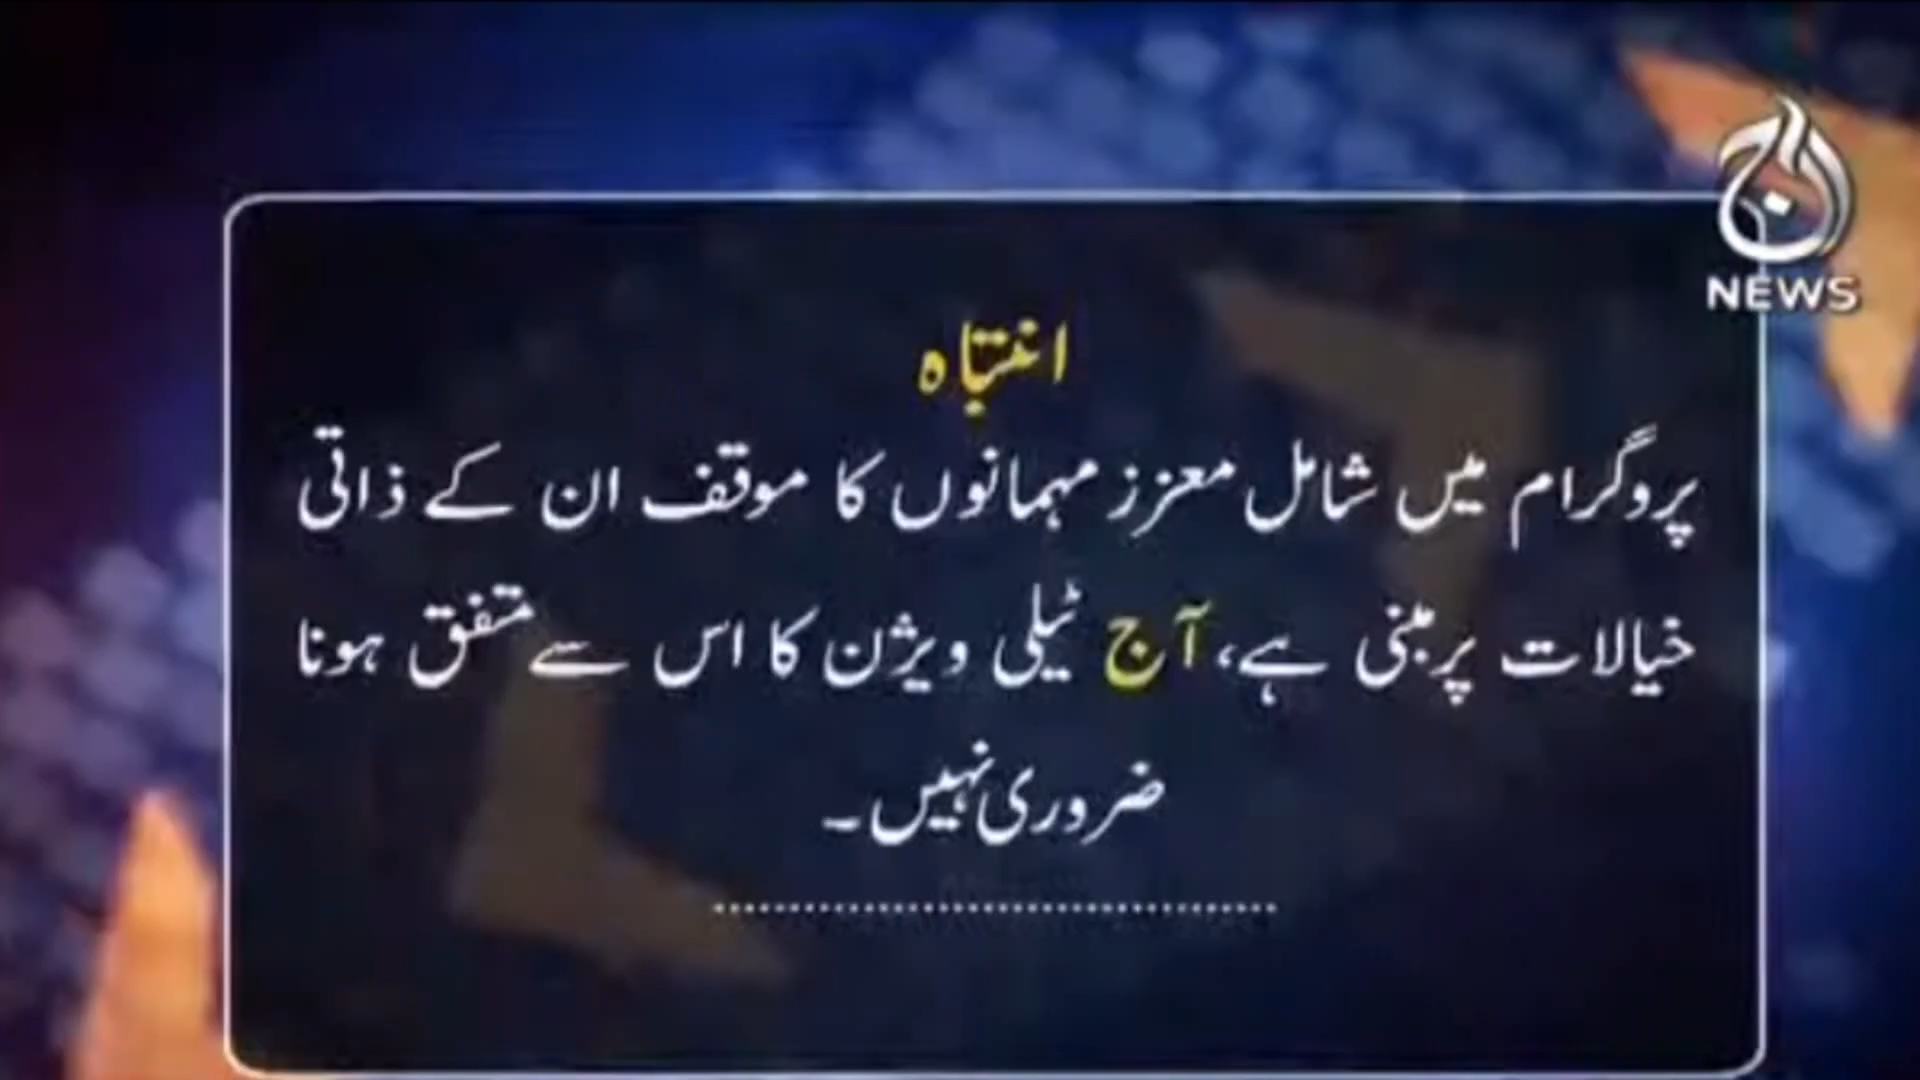 آج
NEWS
انتباہ
پروگرام میں شامل معزز مہمانوں کا موقف ان کے ذاتی
خیالات پر مبنی ہے، آج ٹیلی ویژن کا اس سے متفق ہونا
ضروری نہیں۔